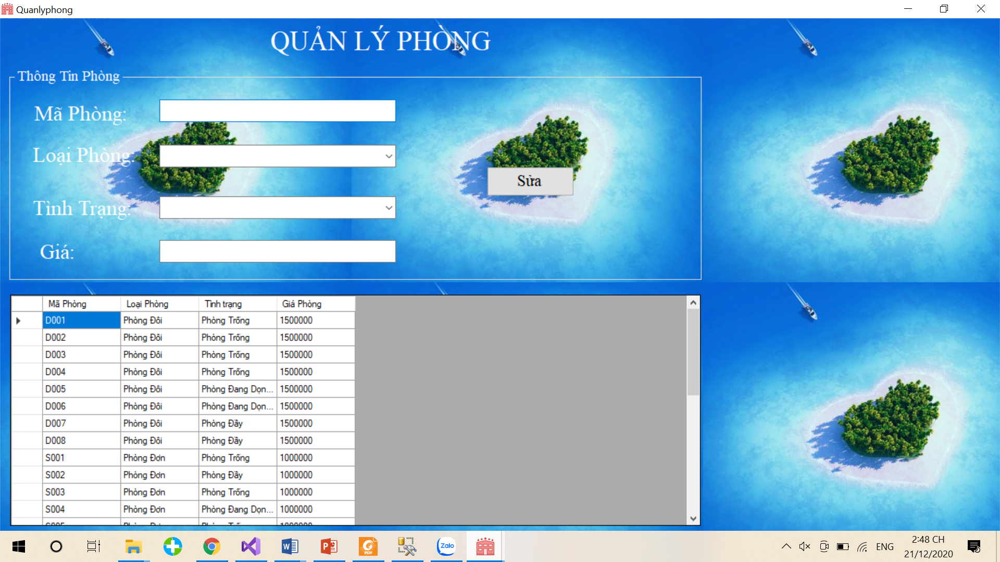 Quanlyphong
QUẢN LÝ PHÒNG
Thông Tin Phòng
Mã Phòng:
Loại Phòng:
Sửa
Tình Trạng:
Giá:
Mã Phòng Loại Phòng Tình trạng Giá Phòng
D001 Phòng Đôi Phòng Trống 1500000
D002 Phòng Đôi Phòng Trống 1500000
D003 Phòng Đôi Phòng Trống 1500000
D004 Phòng Đôi Phòng Trống 1500000
D005 Phòng Đôi Phòng Đang Dọn... 1500000
D006 Phòng Đôi Phòng Đang Dọn... 1500000
D007 Phòng Đôi Phòng Đầy 1500000
D008 Phòng Đôi Phòng Đầy 1500000
S001 Phòng Đơn Phòng Trống 1000000
S002 Phòng Đơn Phòng Đầy 1000000
S003 Phòng Đơn Phòng Trống 1000000
S004 Phòng Đơn Phòng Đang Dọn... 1000000
PDF
Zalo
ENG
2:48 CH
21/12/2020